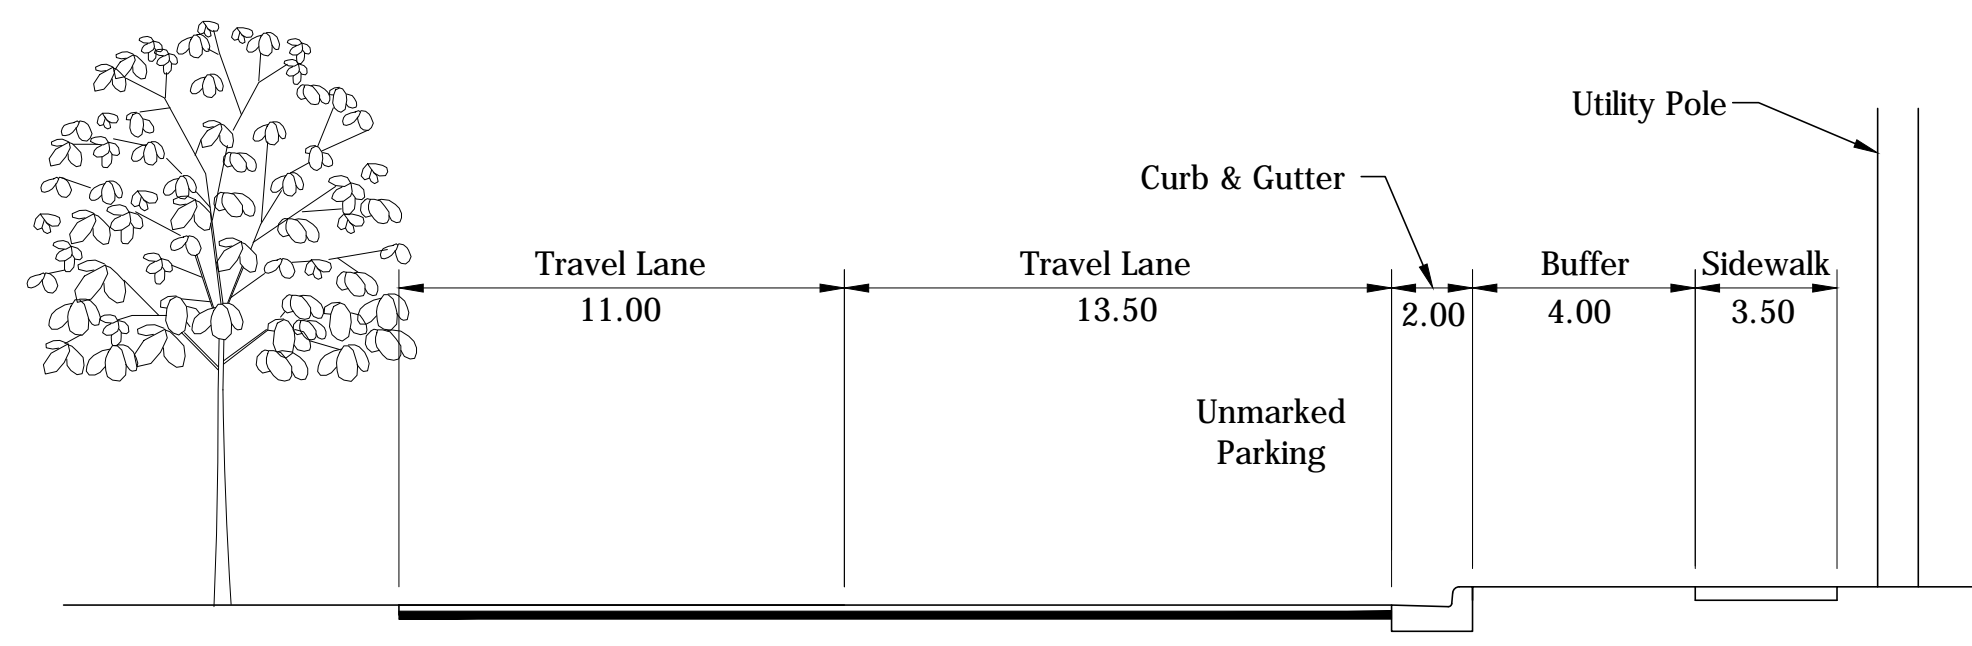 Utility Pole
Curb & Gutter
Travel Lane
11.00
Travel Lane
13.50
2.00
Buffer
4.00
Sidewalk
3.50
Unmarked
Parking